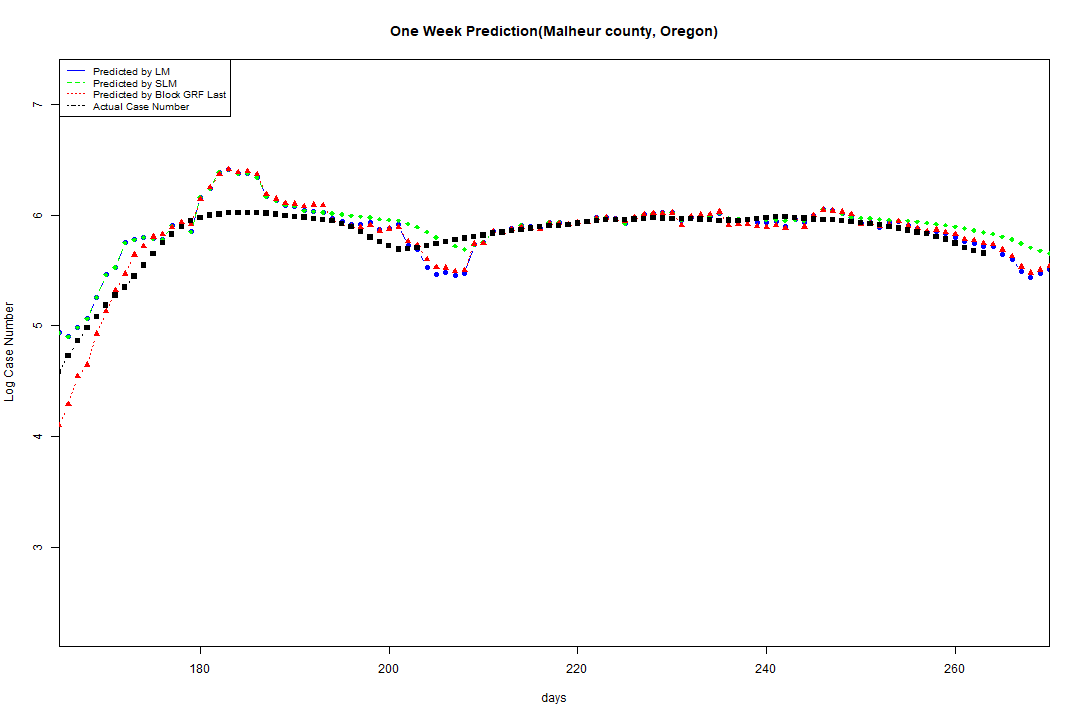 One Week Prediction(Malheur county, Oregon)
Predicted by LM
Predicted by SLM
Predicted by Block GRF Last
Actual Case Number
7
6
5
4
3
Log Case Number
180
200
220
240
260
days